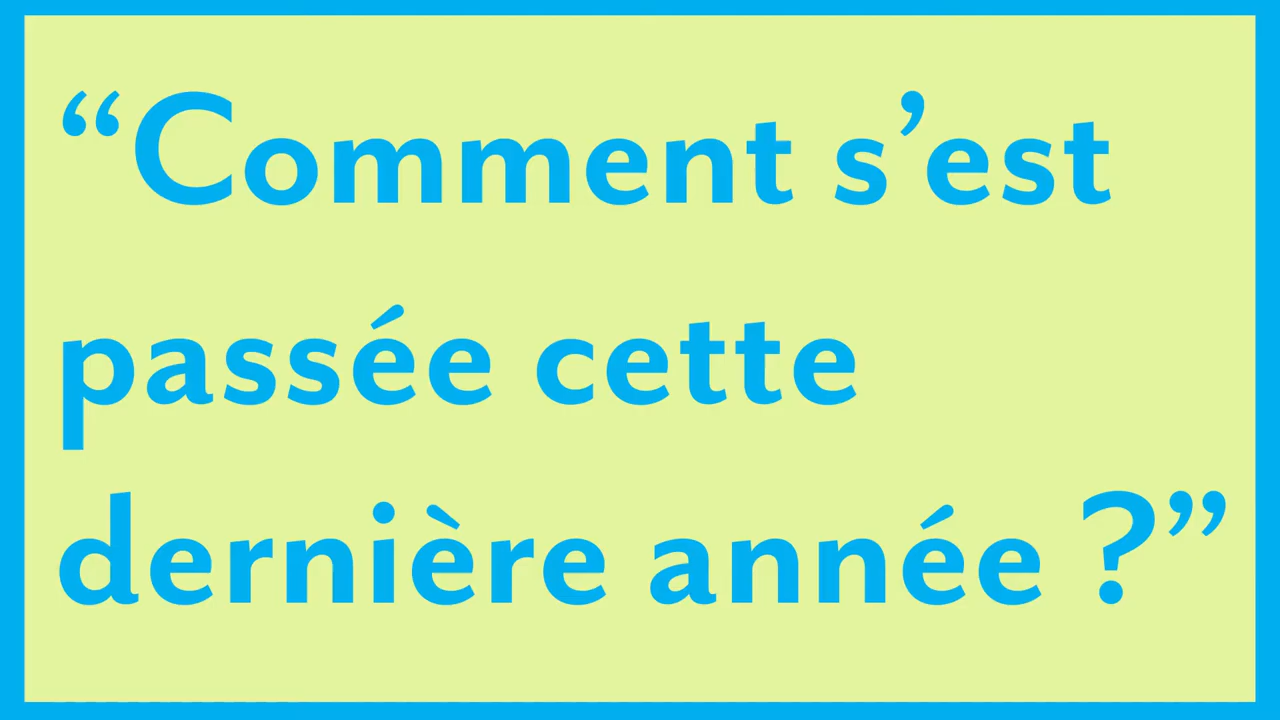 “Comment s’est
passée cette
dernière année ?”